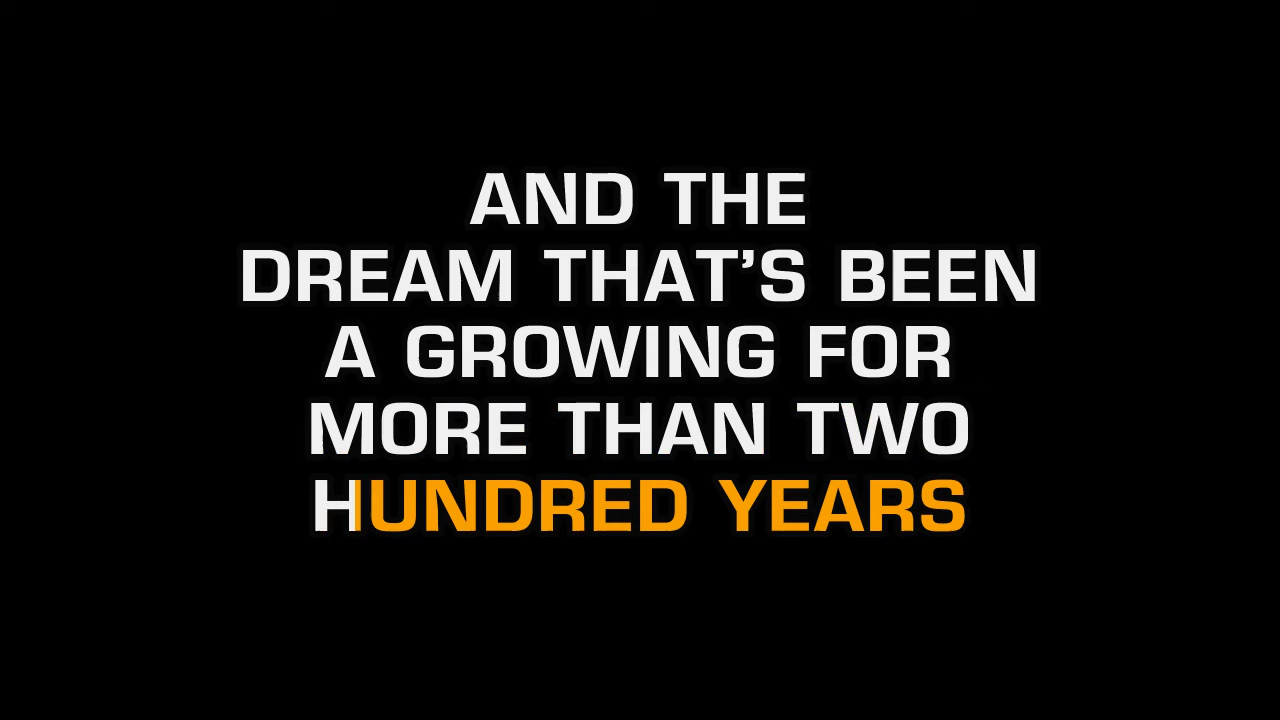 AND THE
DREAM THAT’S BEEN
A GROWING FOR
MORE THAN TWO
HUNDRED YEARS